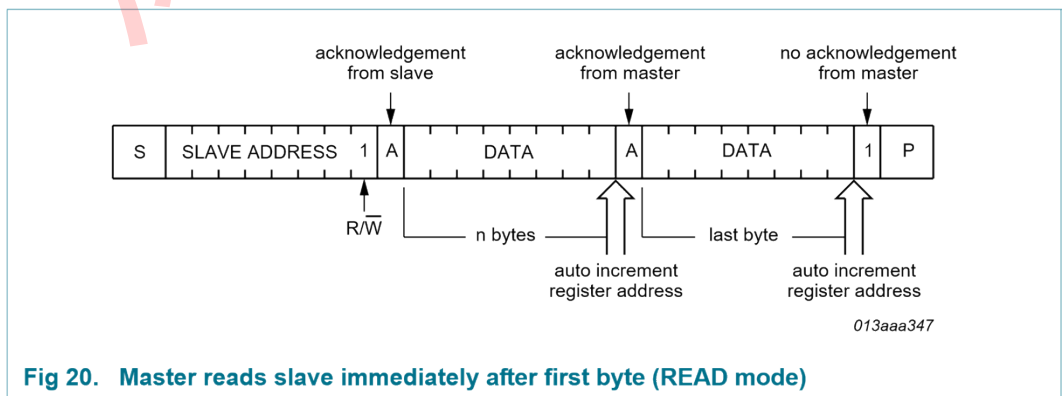 acknowledgement
from slave
acknowledgement
from master
no acknowledgement
from master
S SLAVE ADDRESS 1 A DATA A DATA 1 P
R/W̅
n bytes
last byte
auto increment
register address
auto increment
register address
013aaa347
Fig 20. Master reads slave immediately after first byte (READ mode)